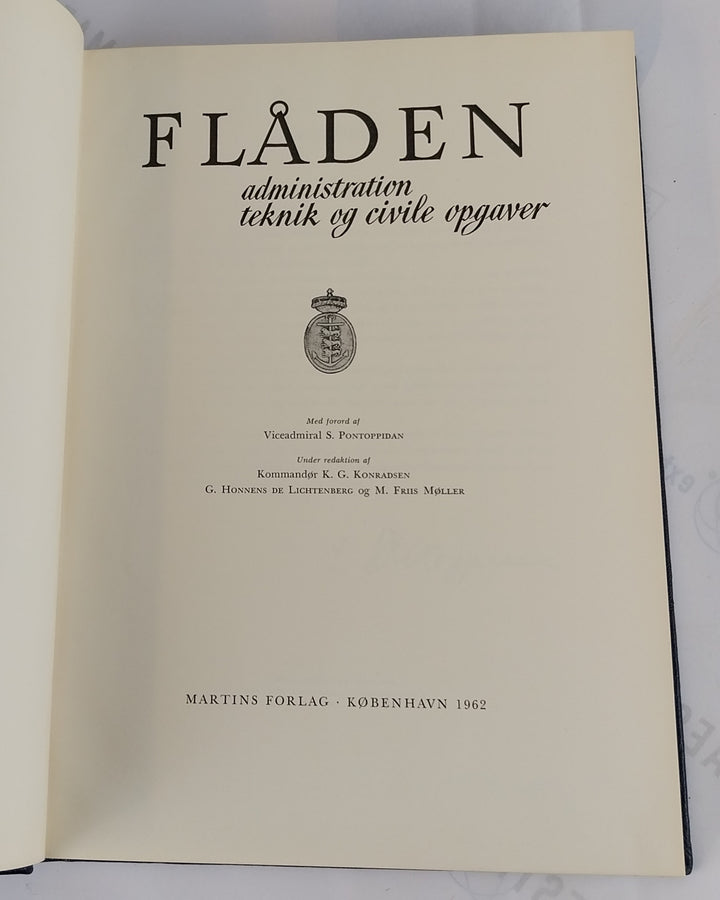 FLÅDEN
administration
teknik og civile opgaver
Med forord af
Viceadmiral S. PONTOPPIDAN
Under redaktion af
Kommandør K. G. KONRADSEN
G. HONNENS DE LICHTENBERG og M. FRIIS MØLLER
MARTINS FORLAG · KØBENHAVN 1962